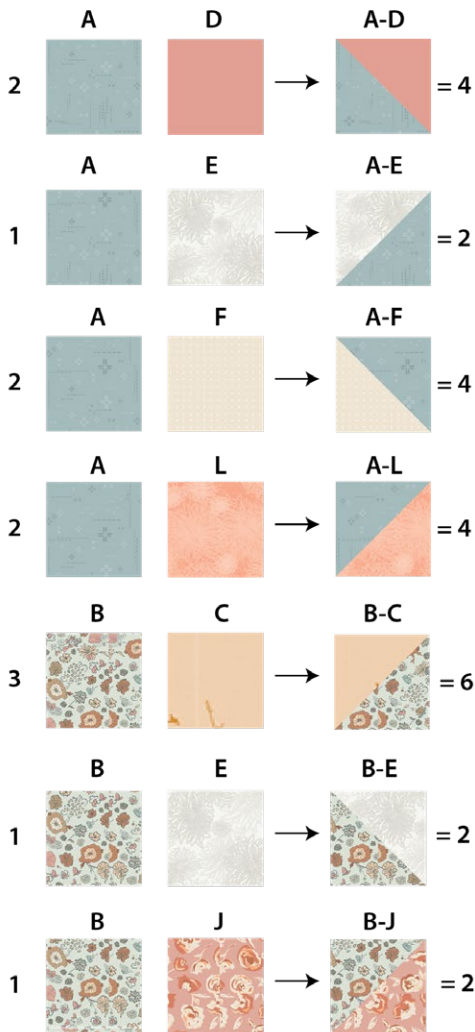 A D A-D
2 = 4
A E A-E
1 = 2
A F A-F
2 = 4
A L A-L
2 = 4
B C B-C
3 = 6
B E B-E
1 = 2
B J B-J
1 = 2